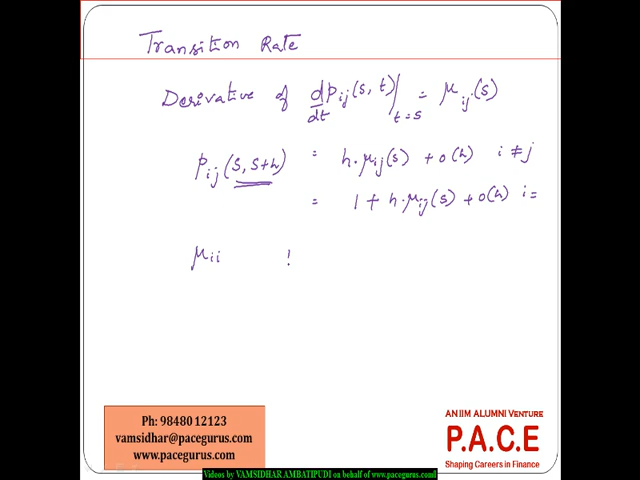 Transition Rate
Derivative of d/dt pij(s, t)|t=s = μij(s)
pij(s, s+h) = h.μij(s) + o(h) i≠j
= 1 + h.μij(s) + o(h) i=
μii !
Ph: 98480 12123
vamsidhar@pacegurus.com
www.pacegurus.com
AN IIM ALUMNI VENTURE
P.A.C.E
Shaping Careers in Finance
Videos by VAMSIDHAR AMBATIPUDI on behalf of www.pacegurus.com